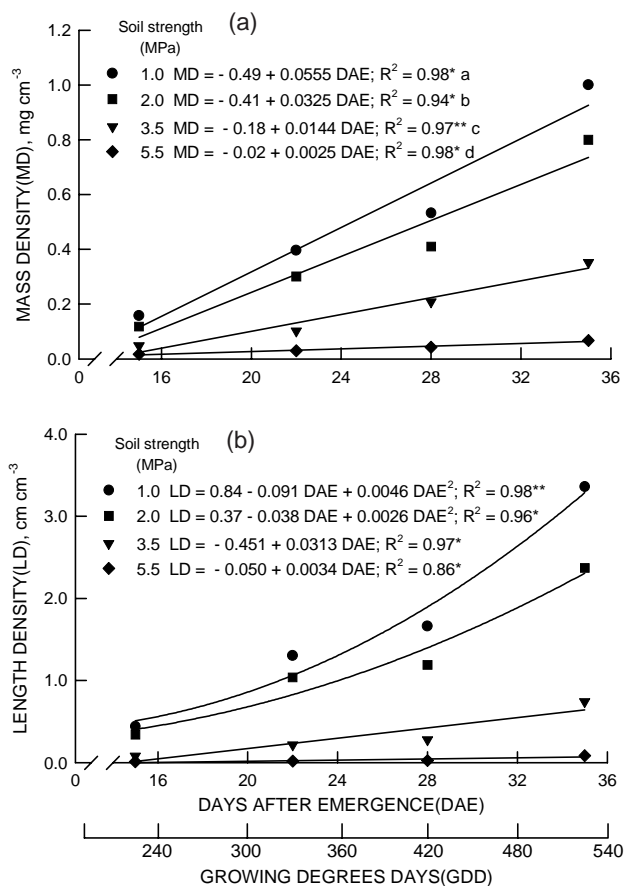 Soil strength (a)
(MPa)
1.0 MD = - 0.49 + 0.0555 DAE; R² = 0.98* a
2.0 MD = - 0.41 + 0.0325 DAE; R² = 0.94* b
3.5 MD = - 0.18 + 0.0144 DAE; R² = 0.97** c
5.5 MD = - 0.02 + 0.0025 DAE; R² = 0.98* d
MASS DENSITY(MD), mg cm⁻³
1.2
1.0
0.8
0.6
0.4
0.2
0.0
0 16 20 24 28 32 36
Soil strength (b)
(MPa)
1.0 LD = 0.84 - 0.091 DAE + 0.0046 DAE²; R² = 0.98**
2.0 LD = 0.37 - 0.038 DAE + 0.0026 DAE²; R² = 0.96*
3.5 LD = - 0.451 + 0.0313 DAE; R² = 0.97*
5.5 LD = - 0.050 + 0.0034 DAE; R² = 0.86*
LENGTH DENSITY(LD), cm cm⁻³
4.0
3.0
2.0
1.0
0.0
0 16 20 24 28 32 36
DAYS AFTER EMERGENCE(DAE)
240 300 360 420 480 540
GROWING DEGREES DAYS(GDD)